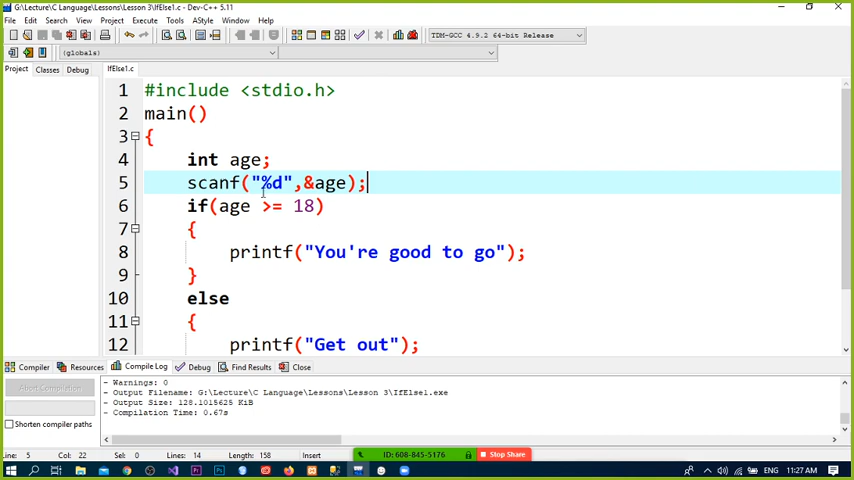 G:\Lecture\C Language\Lessons\Lesson 3\IfElse1.c - Dev-C++ 5.11
File Edit Search View Project Execute Tools AStyle Window Help
TDM-GCC 4.9.2 64-bit Release
(globals)
Project Classes Debug IfElse1.c
1 #include <stdio.h>
2 main()
3 {
4 int age;
5 scanf("%d",&age);
6 if(age >= 18)
7 {
8 printf("You're good to go");
9 }
10 else
11 {
12 printf("Get out");
Compiler Resources Compile Log Debug Find Results Close
Abort Compilation
Shorten compiler paths
- Warnings: 0
- Output Filename: G:\Lecture\C Language\Lessons\Lesson 3\IfElse1.exe
- Output Size: 128.1015625 KiB
- Compilation Time: 0.67s
Line: 5 Col: 22 Sel: 0 Lines: 14 Length: 158 Insert
ID: 608-845-5176 Stop Share
ENG 11:27 AM